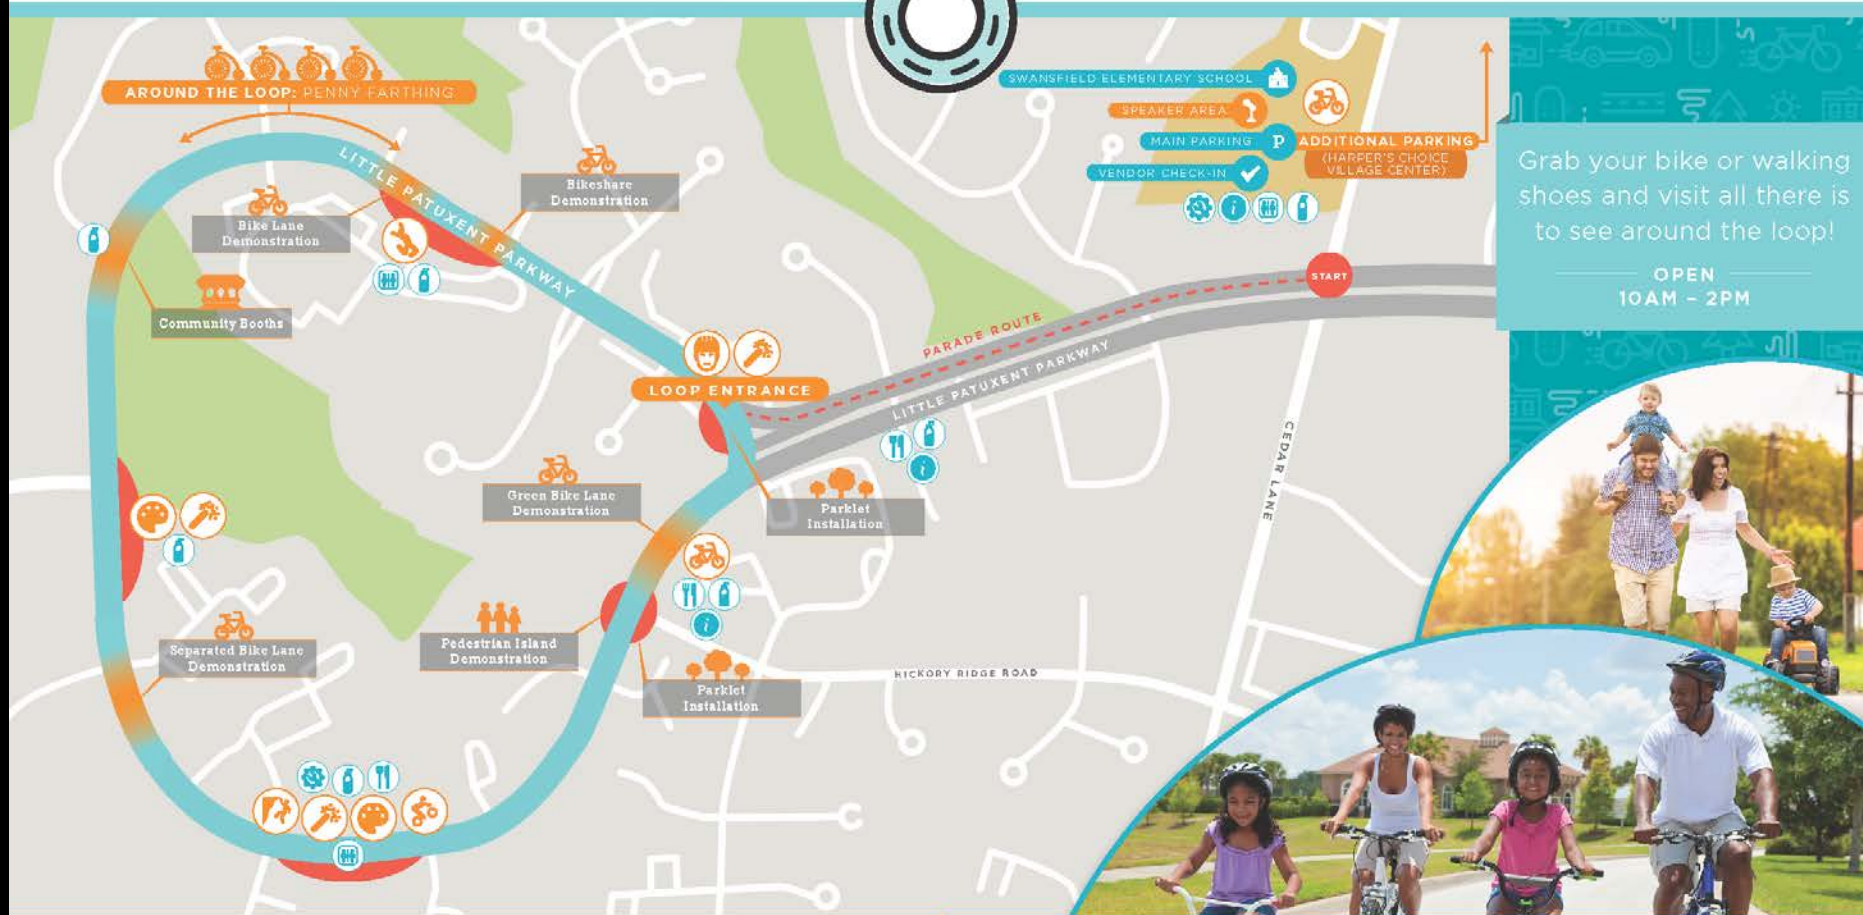 AROUND THE LOOP: PENNY FARTHING
SWANSFIELD ELEMENTARY SCHOOL
SPEAKER AREA
MAIN PARKING
P
ADDITIONAL PARKING
(HARPER'S CHOICE
VILLAGE CENTER)
VENDOR CHECK-IN
i
Grab your bike or walking
shoes and visit all there is
to see around the loop!
OPEN
10AM – 2PM
LITTLE PATUXENT PARKWAY
Bikeshare
Demonstration
Bike Lane
Demonstration
Community Booths
START
PARADE ROUTE
LITTLE PATUXENT PARKWAY
LOOP ENTRANCE
i
CEDAR LANE
Green Bike Lane
Demonstration
Parklet
Installation
i
Separated Bike Lane
Demonstration
Pedestrian Island
Demonstration
Parklet
Installation
HICKORY RIDGE ROAD